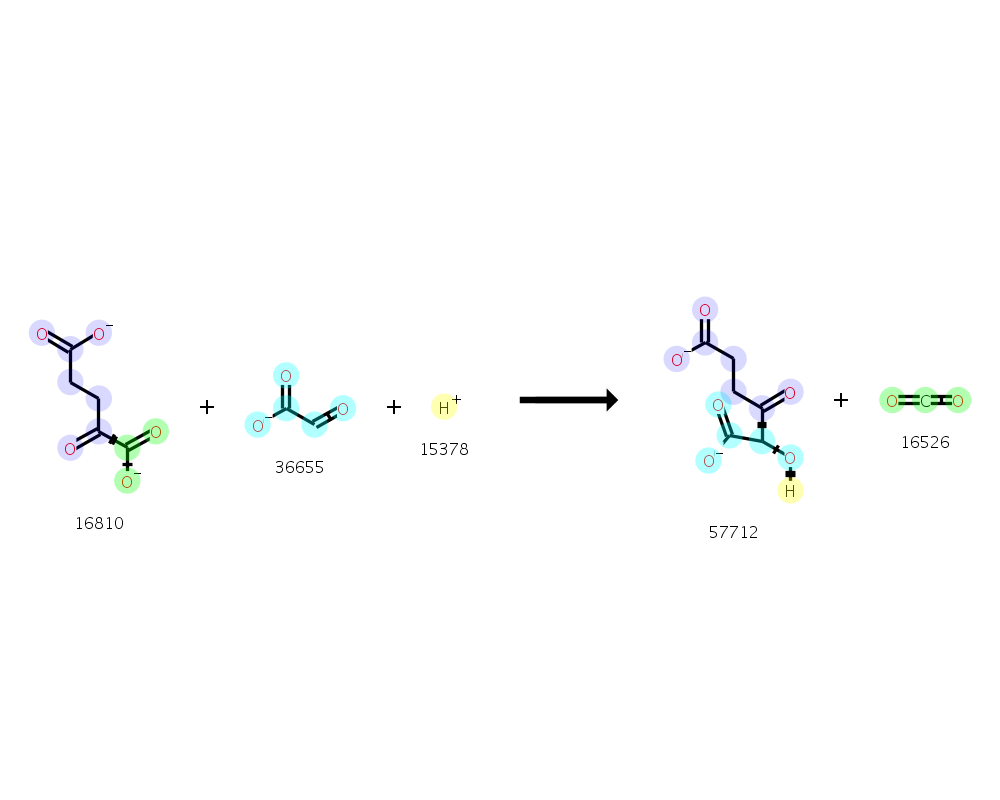 O O⁻ O O O⁻
16810
+
O O⁻ O
36655
+
H⁺
15378
O O⁻ O O O⁻ O H
57712
+
O C O
16526